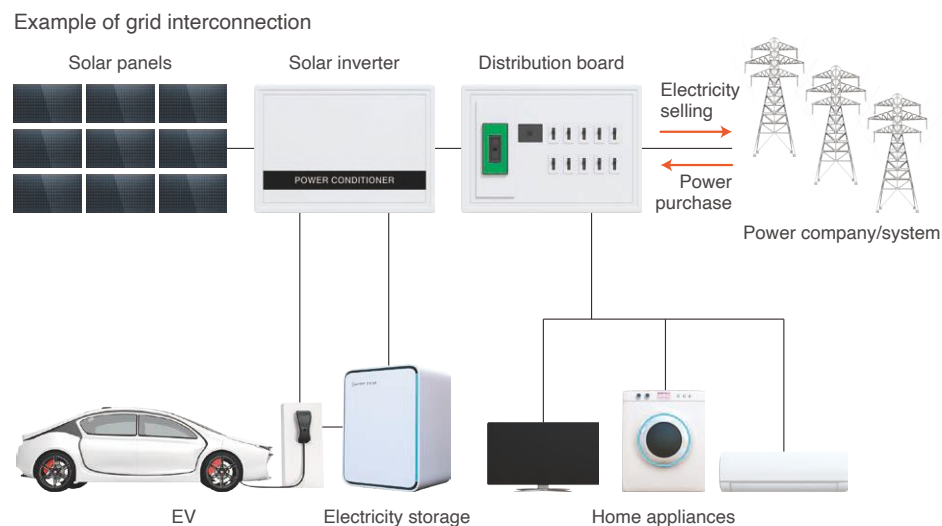 Example of grid interconnection
Solar panels
Solar inverter
Distribution board
Electricity
selling
POWER CONDITIONER
Power
purchase
Power company/system
EV
Electricity storage
Home appliances